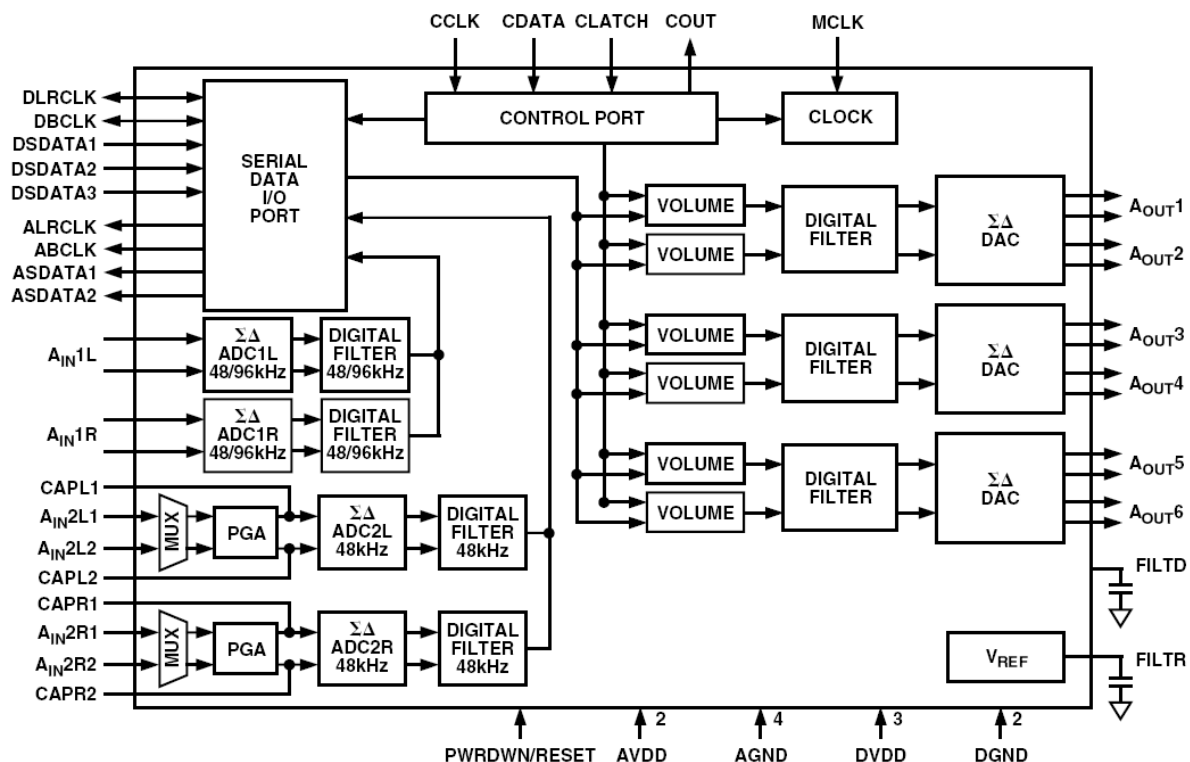 CCLK CDATA CLATCH COUT MCLK
DLRCLK
DBCLK
DSDATA1
DSDATA2
DSDATA3
ALRCLK
ABCLK
ASDATA1
ASDATA2
SERIAL
DATA
I/O
PORT
CONTROL PORT
CLOCK
VOLUME
VOLUME
DIGITAL
FILTER
ΣΔ
DAC
AOUT1
AOUT2
VOLUME
VOLUME
DIGITAL
FILTER
ΣΔ
DAC
AOUT3
AOUT4
VOLUME
VOLUME
DIGITAL
FILTER
ΣΔ
DAC
AOUT5
AOUT6
AIN1L
ΣΔ
ADC1L
48/96kHz
DIGITAL
FILTER
48/96kHz
AIN1R
ΣΔ
ADC1R
48/96kHz
DIGITAL
FILTER
48/96kHz
CAPL1
AIN2L1
AIN2L2
CAPL2
MUX
PGA
ΣΔ
ADC2L
48kHz
DIGITAL
FILTER
48kHz
CAPR1
AIN2R1
AIN2R2
CAPR2
MUX
PGA
ΣΔ
ADC2R
48kHz
DIGITAL
FILTER
48kHz
FILTD
VREF
FILTR
2 4 3 2
PWRDWN/RESET AVDD AGND DVDD DGND